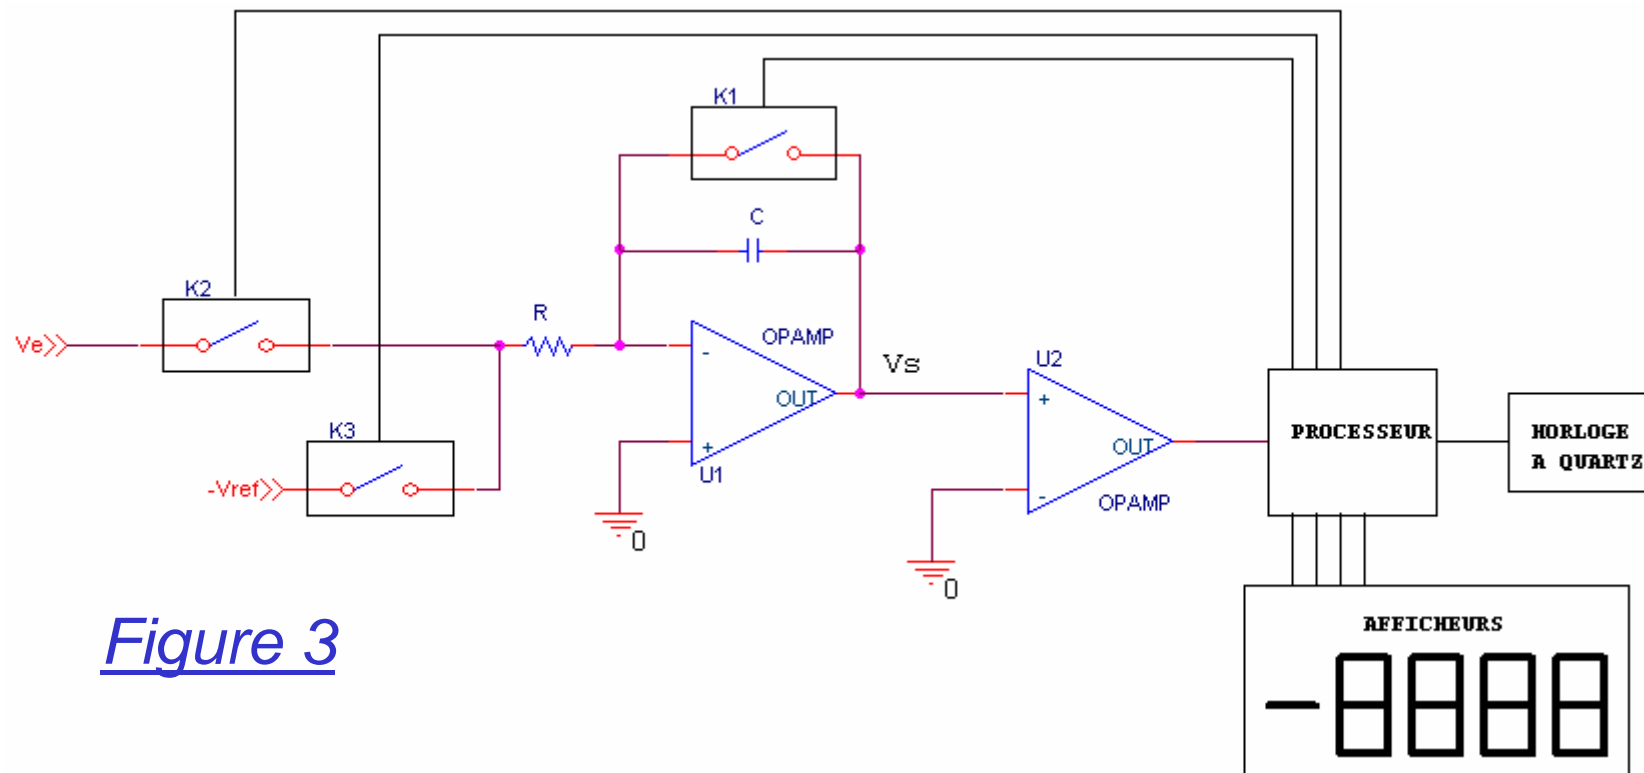 K1
C
K2
R
OPAMP
Ve
-
Vs
U2
OUT
+
K3
+
PROCESSEUR
HORLOGE
A QUARTZ
U1
OUT
-Vref
-
OPAMP
0
0
Figure 3
AFFICHEURS
-8888